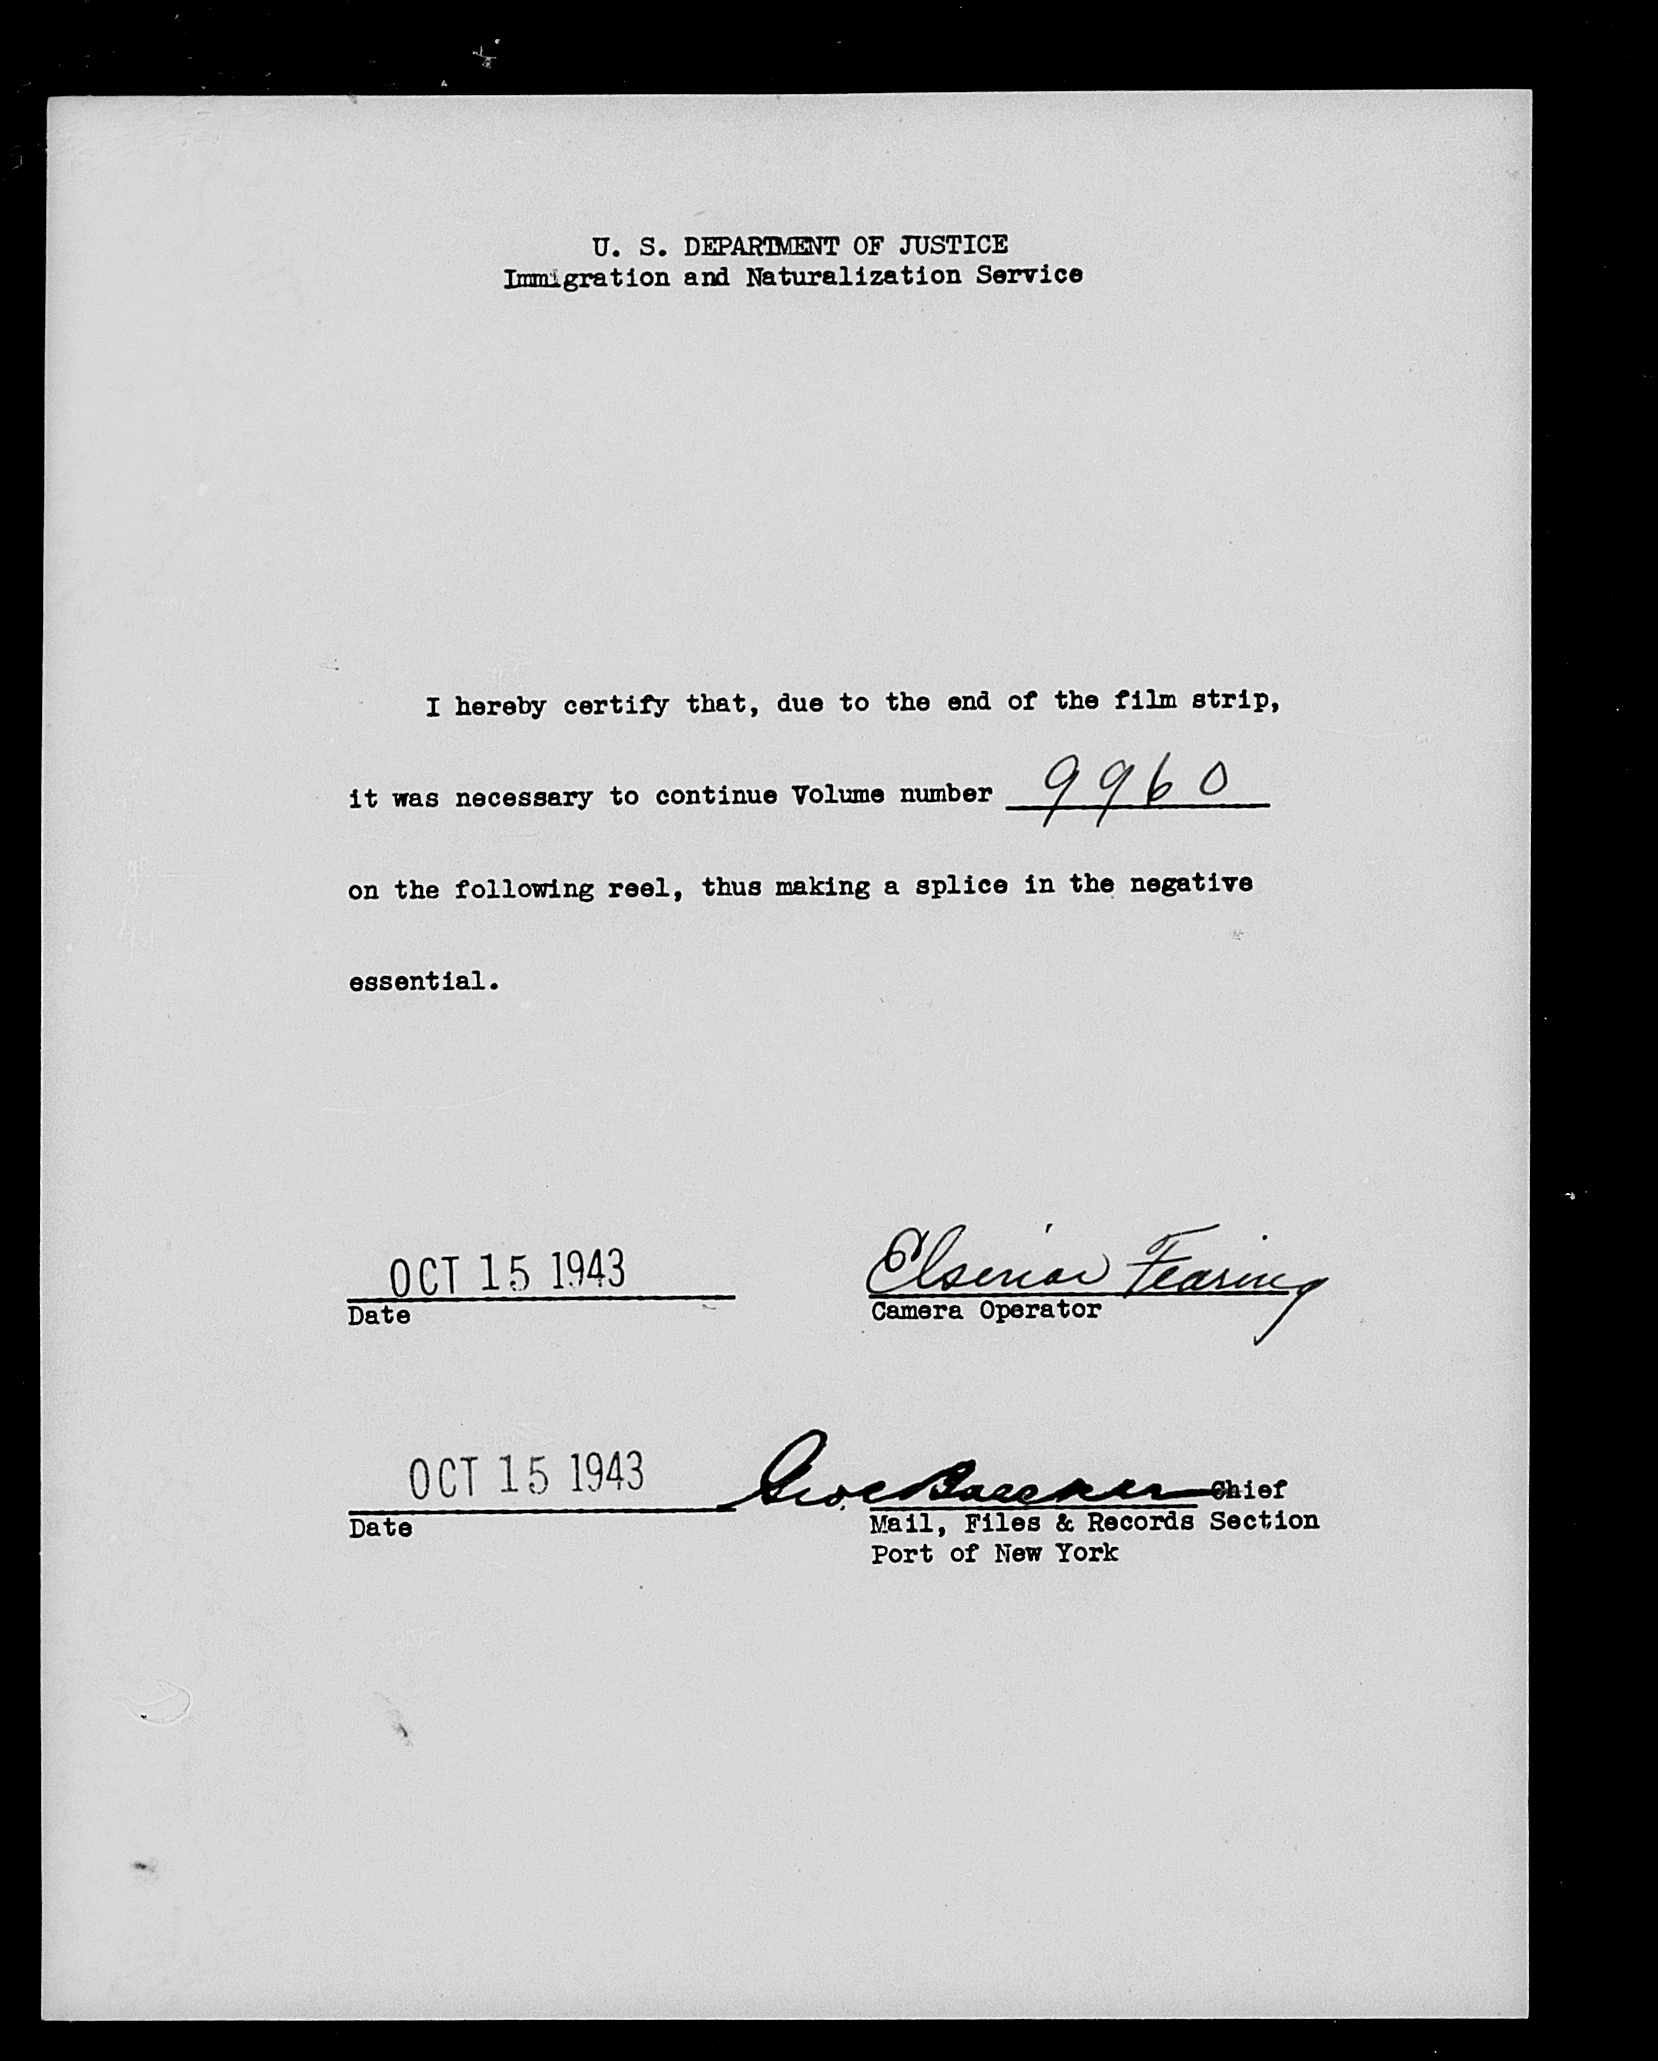 U. S. DEPARTMENT OF JUSTICE
Immigration and Naturalization Service
I hereby certify that, due to the end of the film strip,
it was necessary to continue Volume number 9960
on the following reel, thus making a splice in the negative
essential.
OCT 15 1943 Fearing
Date Camera Operator
OCT 15 1943 Chief
Date Mail, Files & Records Section
Port of New York